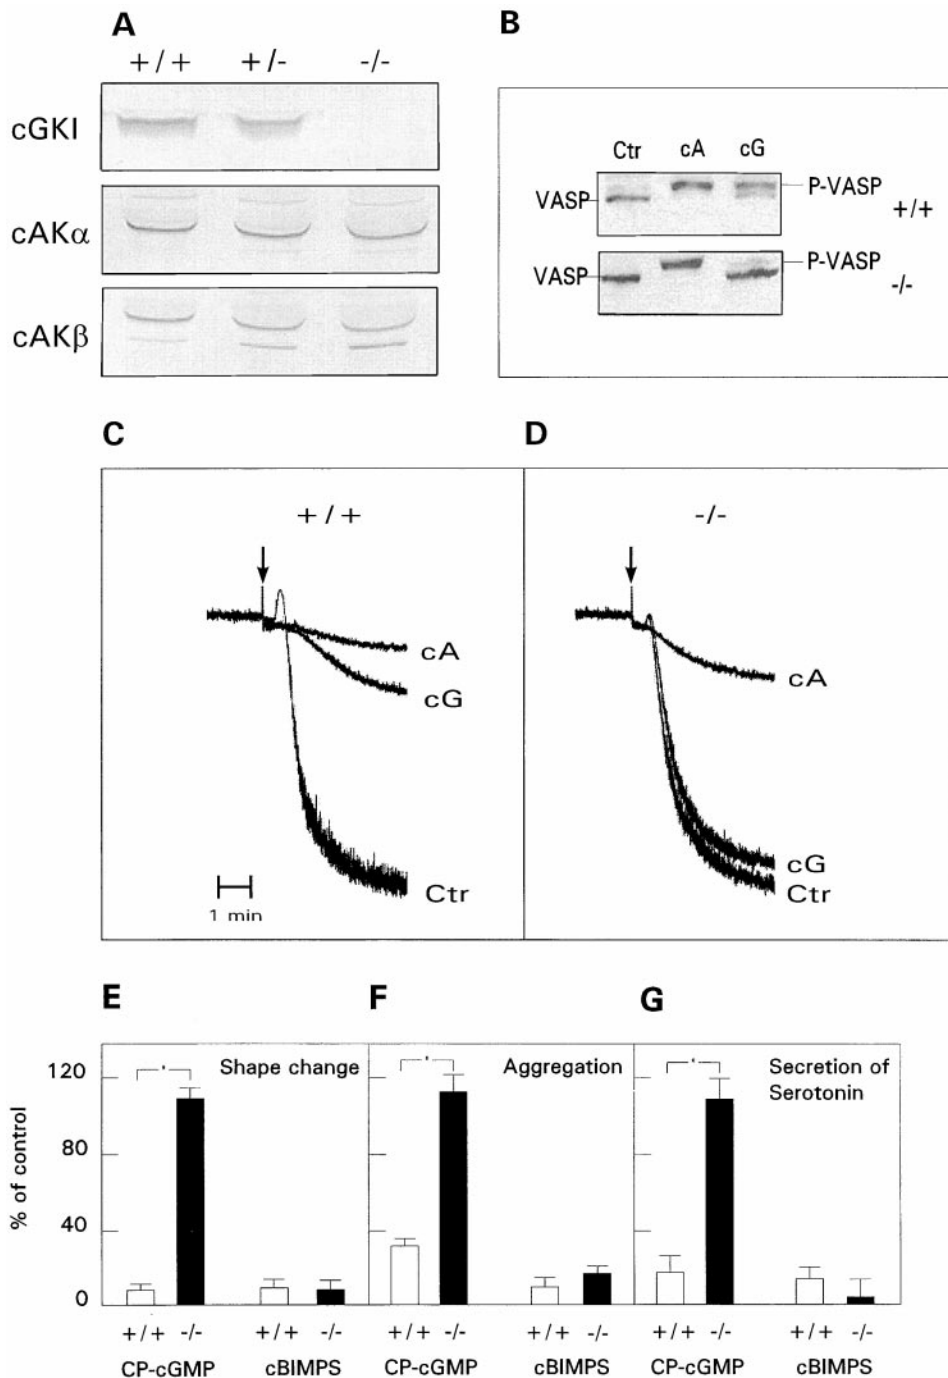 A
B
+/+ +/- -/-
cGKI
cAKα
cAKβ
Ctr cA cG
VASP P-VASP +/+
VASP P-VASP -/-
C
D
+/+
-/-
cA
cG
Ctr
1 min
cA
cG
Ctr
E
F
G
% of control
120
80
40
0
* Shape change
* Aggregation
* Secretion of
Serotonin
+/+ -/- +/+ -/- +/+ -/- +/+ -/- +/+ -/- +/+ -/-
CP-cGMP cBIMPS CP-cGMP cBIMPS CP-cGMP cBIMPS